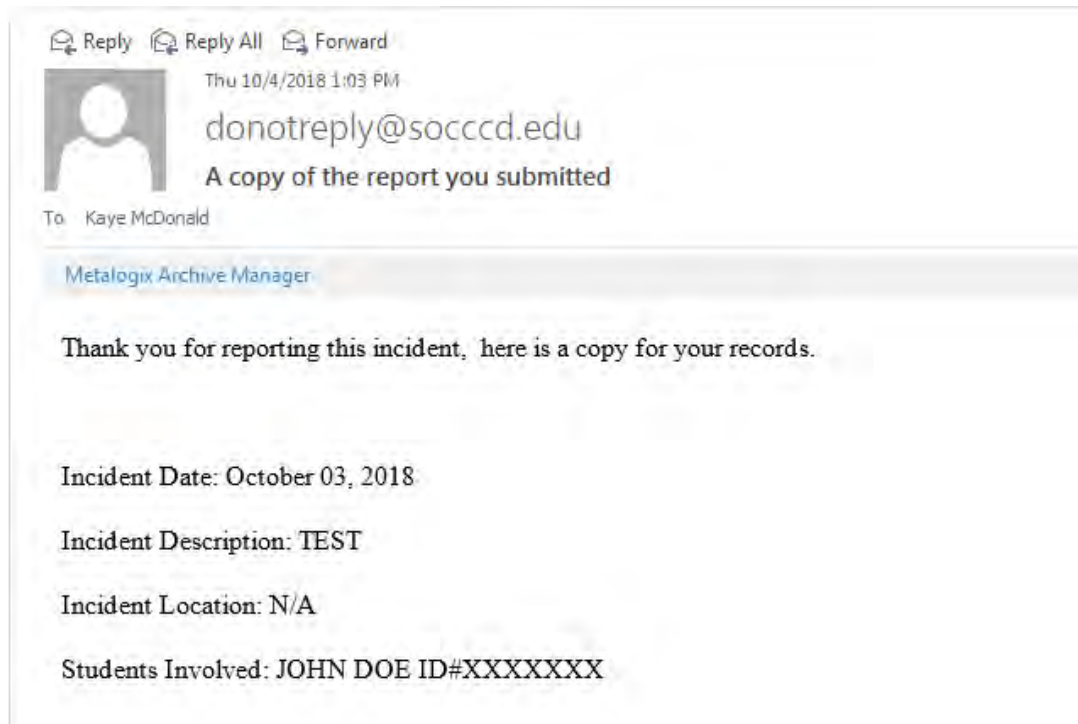 Reply Reply All Forward
Thu 10/4/2018 1:03 PM
donotreply@socccd.edu
A copy of the report you submitted
To Kaye McDonald
Metalogix Archive Manager
Thank you for reporting this incident, here is a copy for your records.
Incident Date: October 03, 2018
Incident Description: TEST
Incident Location: N/A
Students Involved: JOHN DOE ID#XXXXXXX